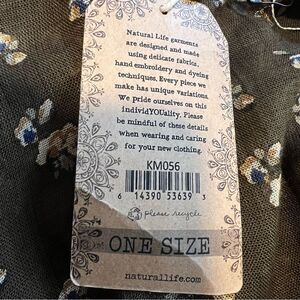 Natural Life garments
are designed and made
using delicate fabrics,
hand embroidery and dyeing
techniques. Every piece we
make has unique variations.
We pride ourselves on this
individYOUality. Please
be mindful of these details
when wearing and caring
for your new clothing.
KM056
6 14390 53639 3
please recycle
ONE SIZE
naturallife.com